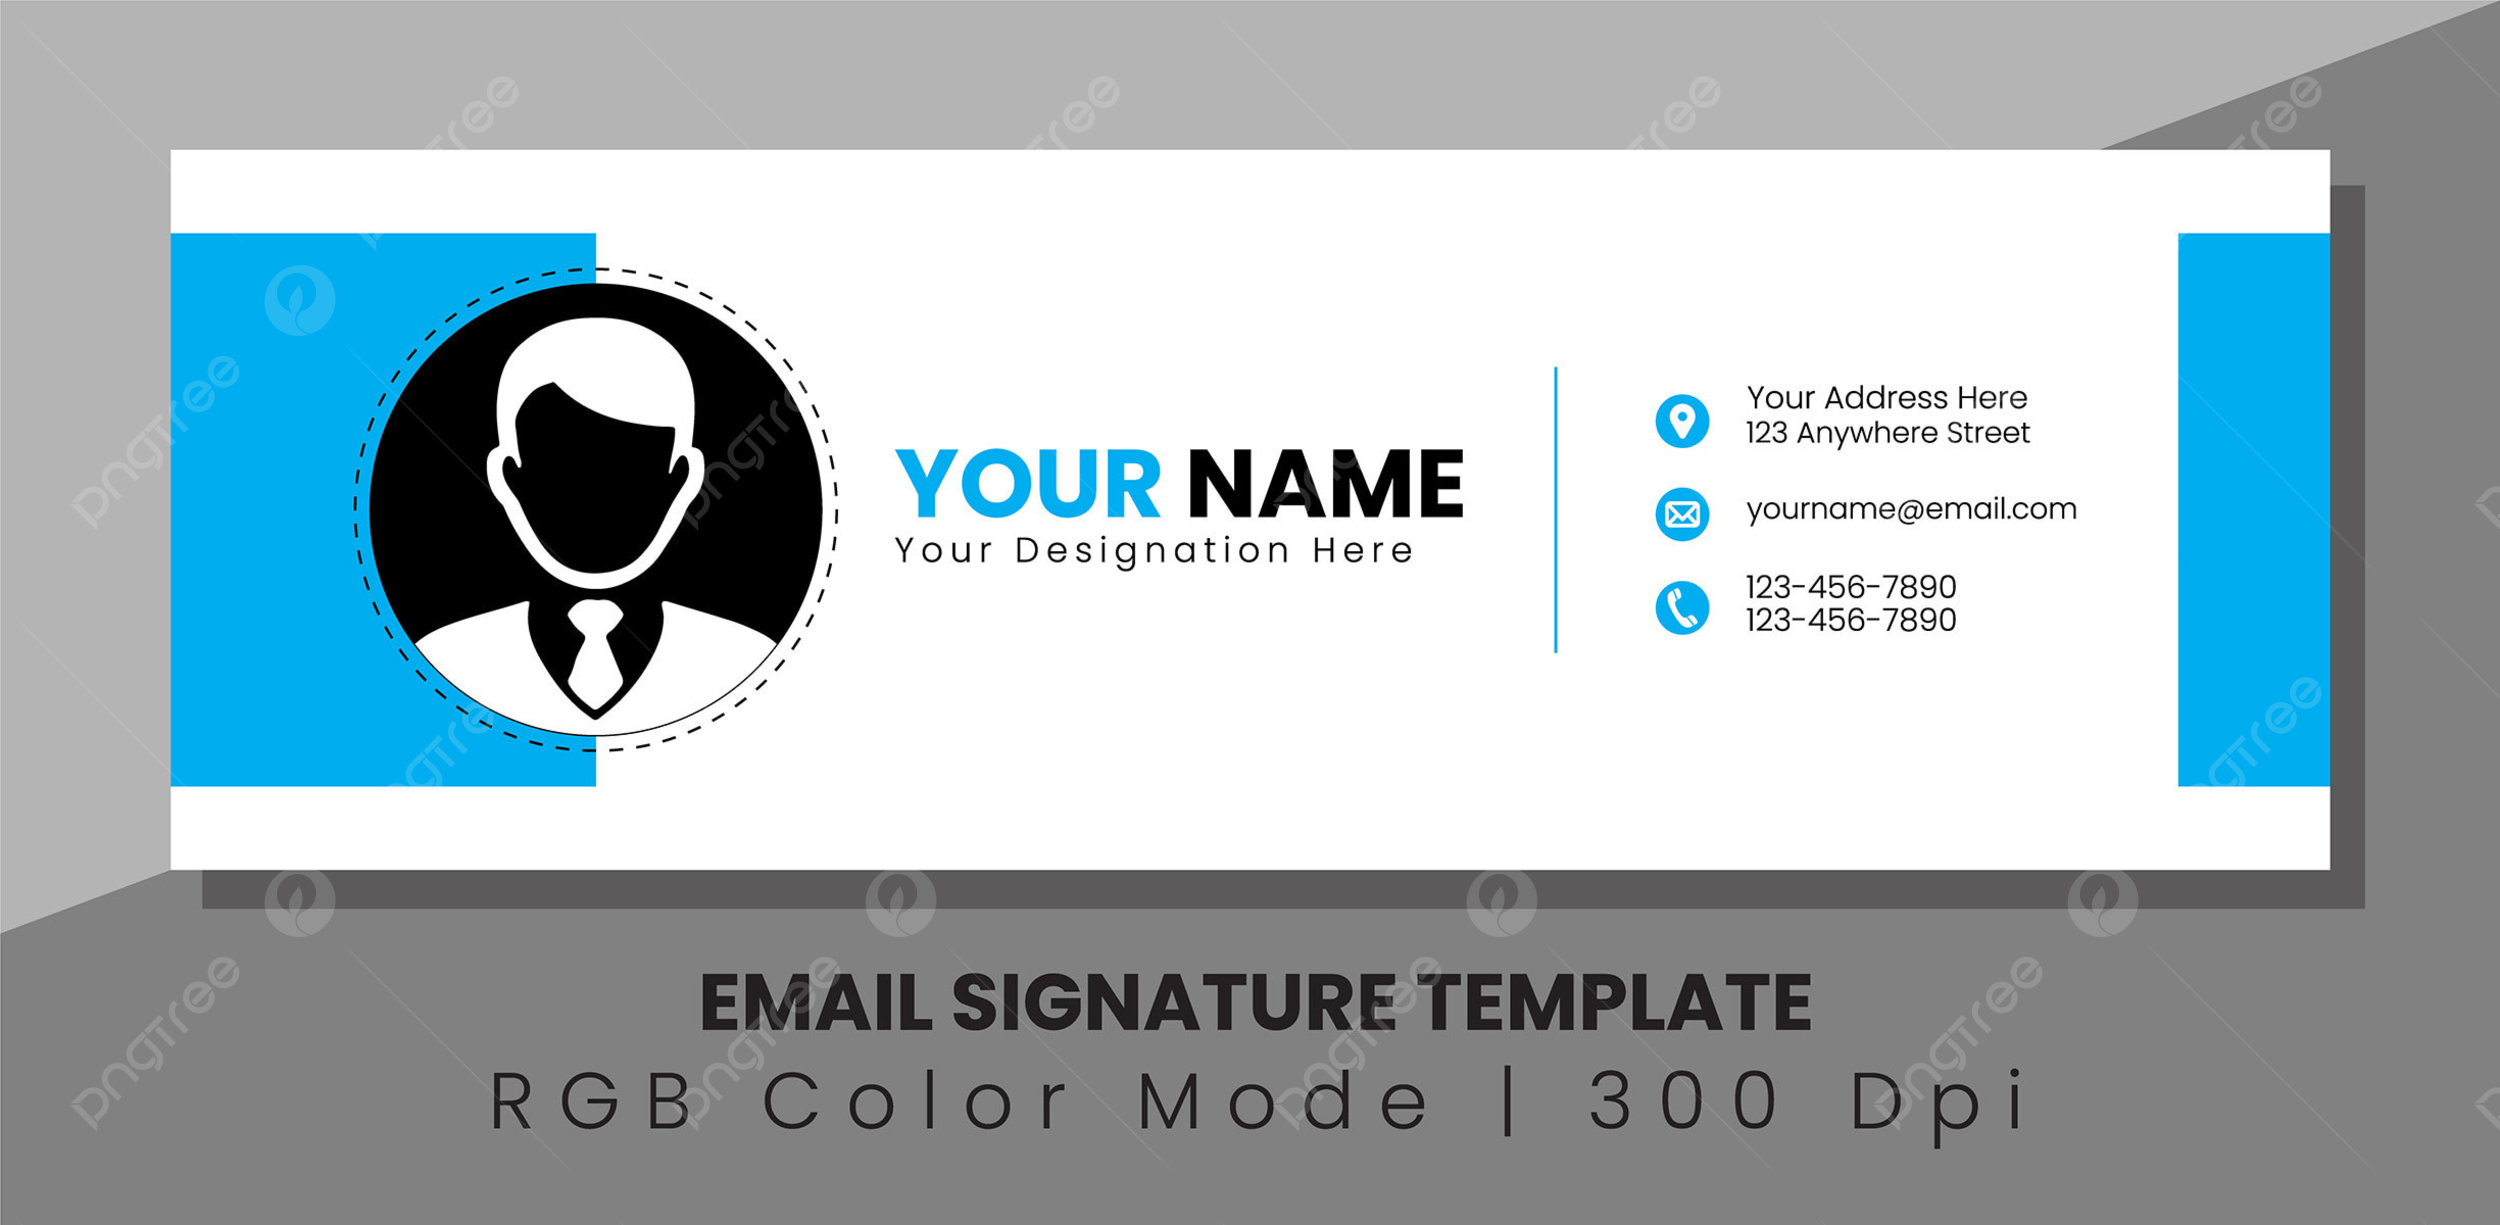 YOUR NAME
Your Designation Here
Your Address Here
123 Anywhere Street
yourname@email.com
123-456-7890
123-456-7890
EMAIL SIGNATURE TEMPLATE
RGB Color Mode | 300 Dpi
pngtree